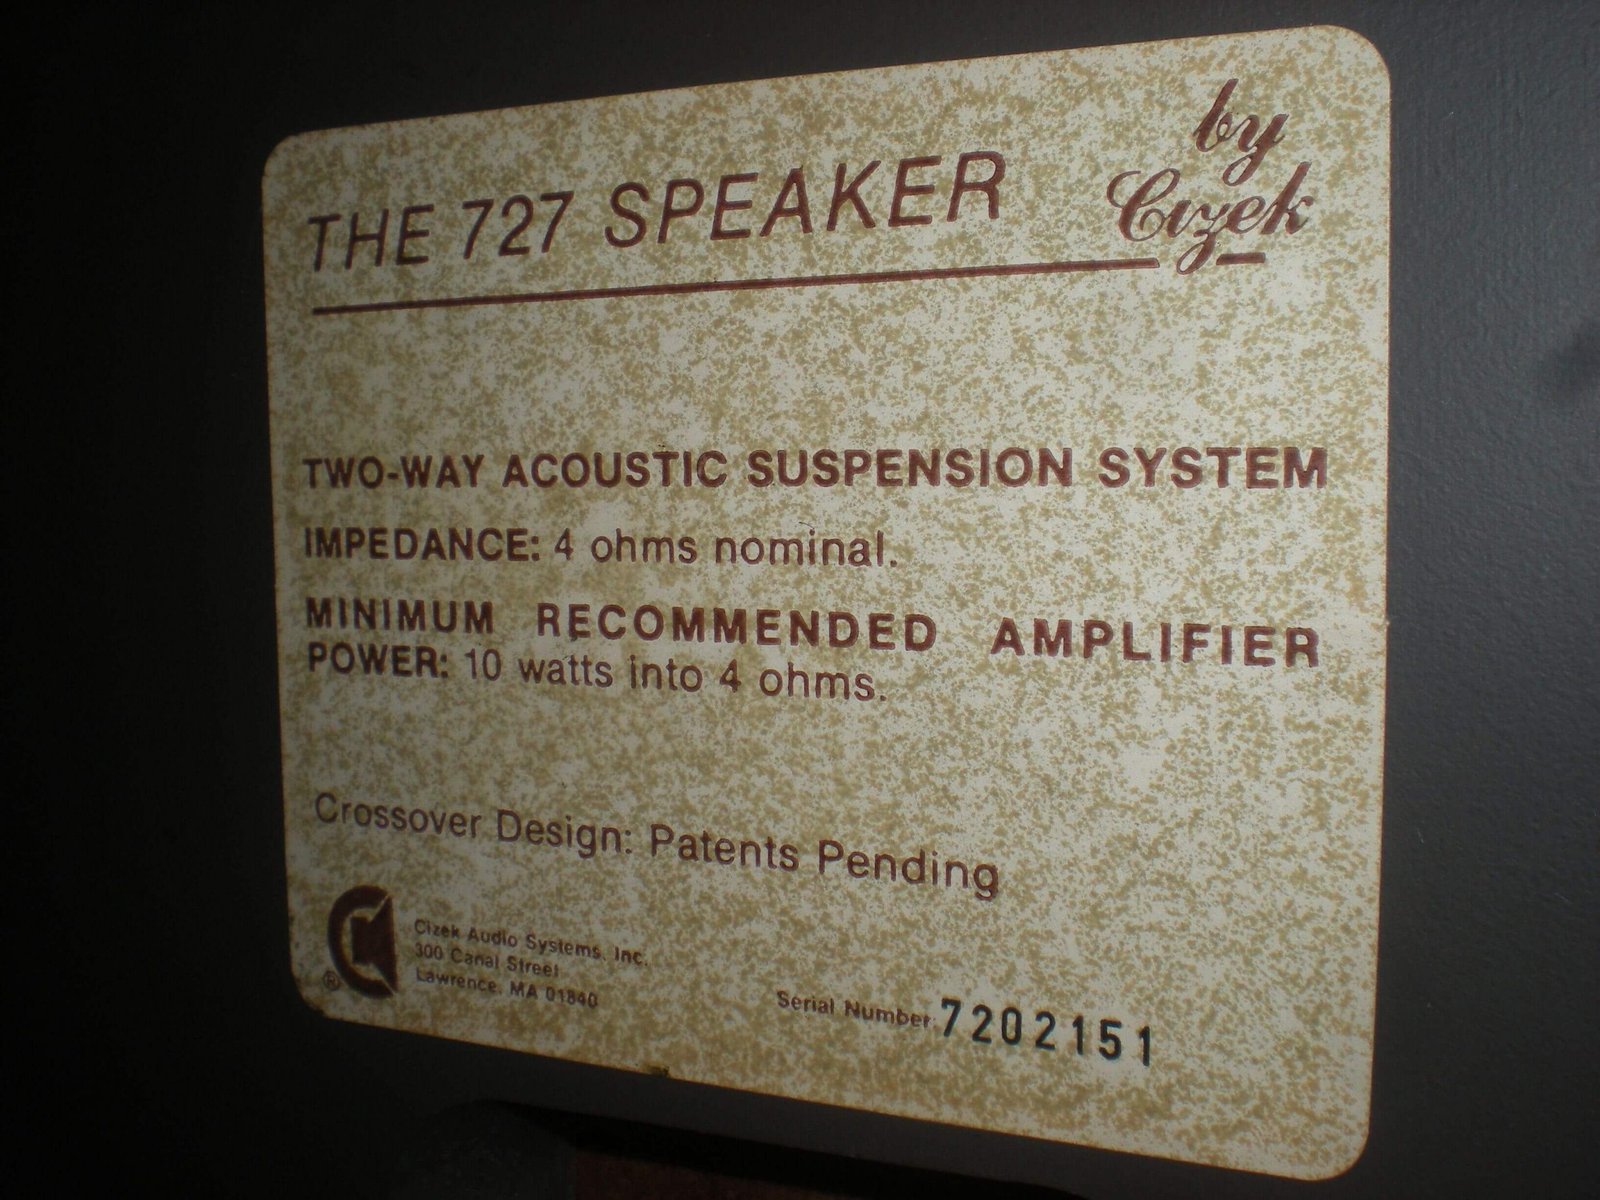 THE 727 SPEAKER by Cizek
TWO-WAY ACOUSTIC SUSPENSION SYSTEM
IMPEDANCE: 4 ohms nominal.
MINIMUM RECOMMENDED AMPLIFIER
POWER: 10 watts into 4 ohms.
Crossover Design: Patents Pending
®
Cizek Audio Systems, Inc.
300 Canal Street
Lawrence, MA 01840
Serial Number: 7202151